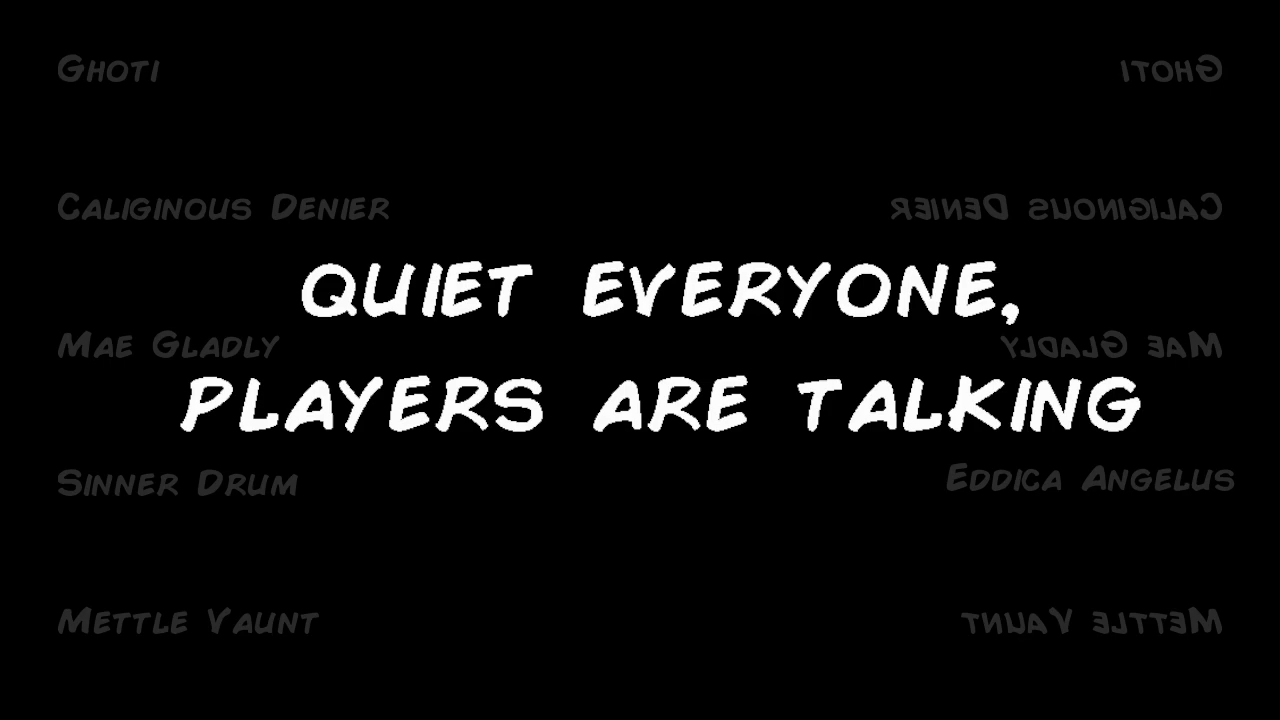 Ghoti Ghoti
Caliginous Denier Caliginous Denier
QUIET EVERYONE,
Mae Gladly Mae Gladly
PLAYERS ARE TALKING
Sinner Drum Eddica Angelus
Mettle Vaunt Mettle Vaunt